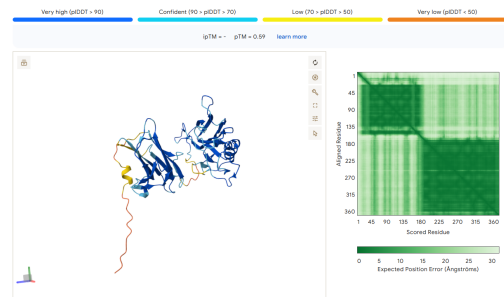 Very high (plDDT > 90)
Confident (90 > plDDT > 70)
Low (70 > plDDT > 50)
Very low (plDDT < 50)
ipTM = - pTM = 0.59 learn more
1
45
90
135
180
225
270
315
360
Aligned Residue
1 45 90 135 180 225 270 315 360
Scored Residue
0 5 10 15 20 25 30
Expected Position Error (Ångströms)